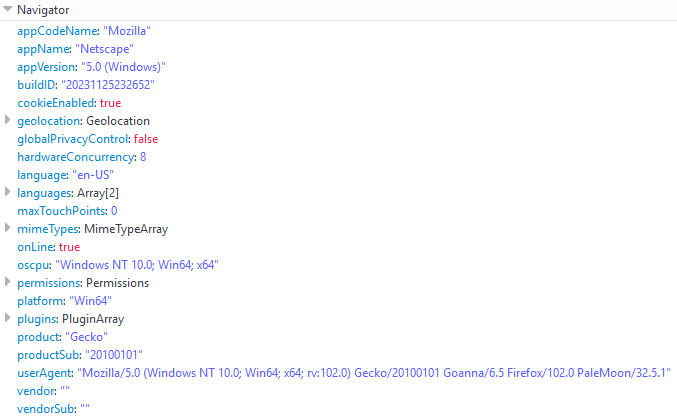 Navigator
appCodeName: "Mozilla"
appName: "Netscape"
appVersion: "5.0 (Windows)"
buildID: "20231125232652"
cookieEnabled: true
geolocation: Geolocation
globalPrivacyControl: false
hardwareConcurrency: 8
language: "en-US"
languages: Array[2]
maxTouchPoints: 0
mimeTypes: MimeTypeArray
onLine: true
oscpu: "Windows NT 10.0; Win64; x64"
permissions: Permissions
platform: "Win64"
plugins: PluginArray
product: "Gecko"
productSub: "20100101"
userAgent: "Mozilla/5.0 (Windows NT 10.0; Win64; x64; rv:102.0) Gecko/20100101 Goanna/6.5 Firefox/102.0 PaleMoon/32.5.1"
vendor: ""
vendorSub: ""